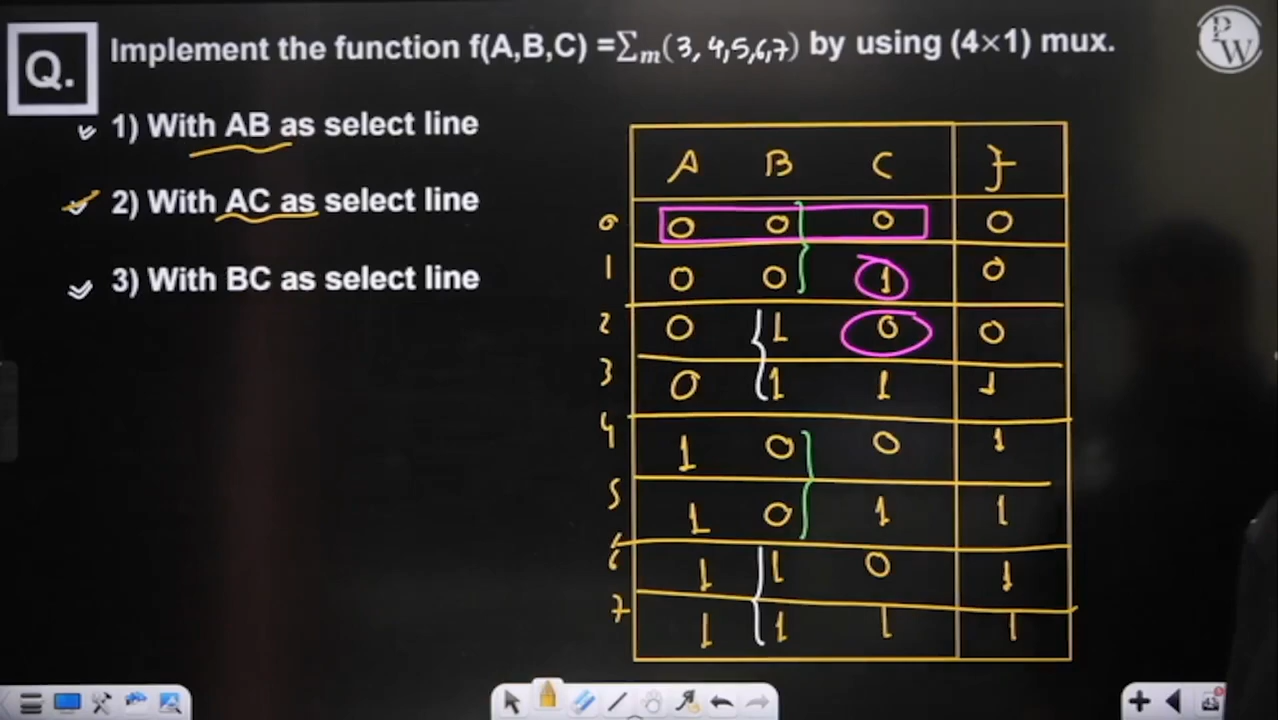 Q.
Implement the function f(A,B,C) =∑m(3, 4,5,6,7) by using (4×1) mux.
PW
1) With AB as select line
2) With AC as select line
3) With BC as select line
A B C f
0 0 0 0 0
1 0 0 1 0
2 0 1 0 0
3 0 1 1 1
4 1 0 0 1
5 1 0 1 1
6 1 1 0 1
7 1 1 1 1